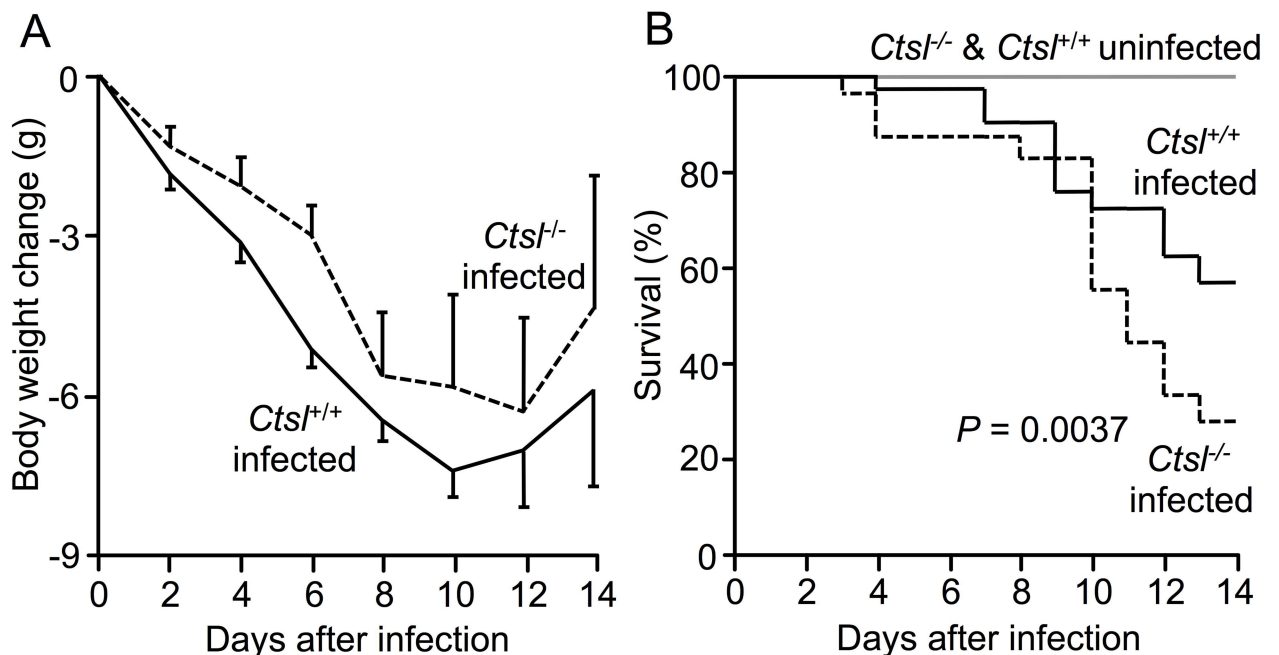 A
0
-3
-6
-9
Body weight change (g)
Ctsl-/-
infected
Ctsl+/+
infected
0 2 4 6 8 10 12 14
Days after infection
B
Ctsl-/- & Ctsl+/+ uninfected
100
80
60
40
20
0
Survival (%)
Ctsl+/+
infected
P = 0.0037
Ctsl-/-
infected
0 2 4 6 8 10 12 14
Days after infection